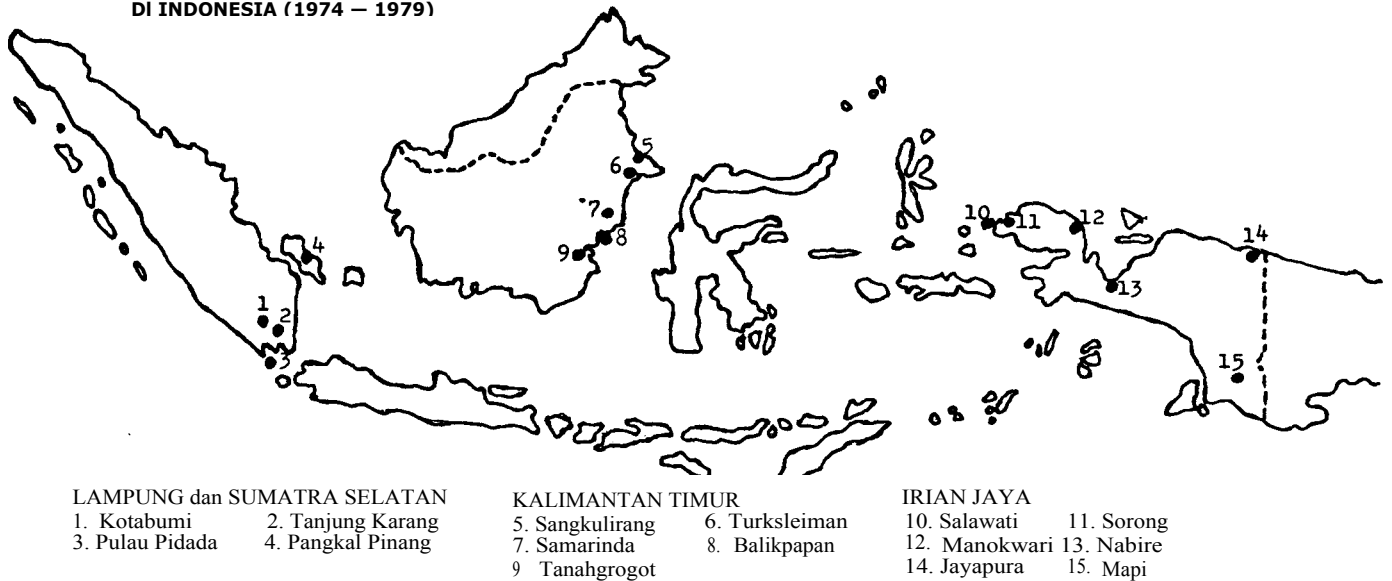 DI INDONESIA (1974 — 1979)
5
6
7
4
8
9
10
11
12
14
13
1
2
3
15
LAMPUNG dan SUMATRA SELATAN
1. Kotabumi 2. Tanjung Karang
3. Pulau Pidada 4. Pangkal Pinang
KALIMANTAN TIMUR
5. Sangkulirang 6. Turksleiman
7. Samarinda 8. Balikpapan
9 Tanahgrogot
IRIAN JAYA
10. Salawati 11. Sorong
12. Manokwari 13. Nabire
14. Jayapura 15. Mapi